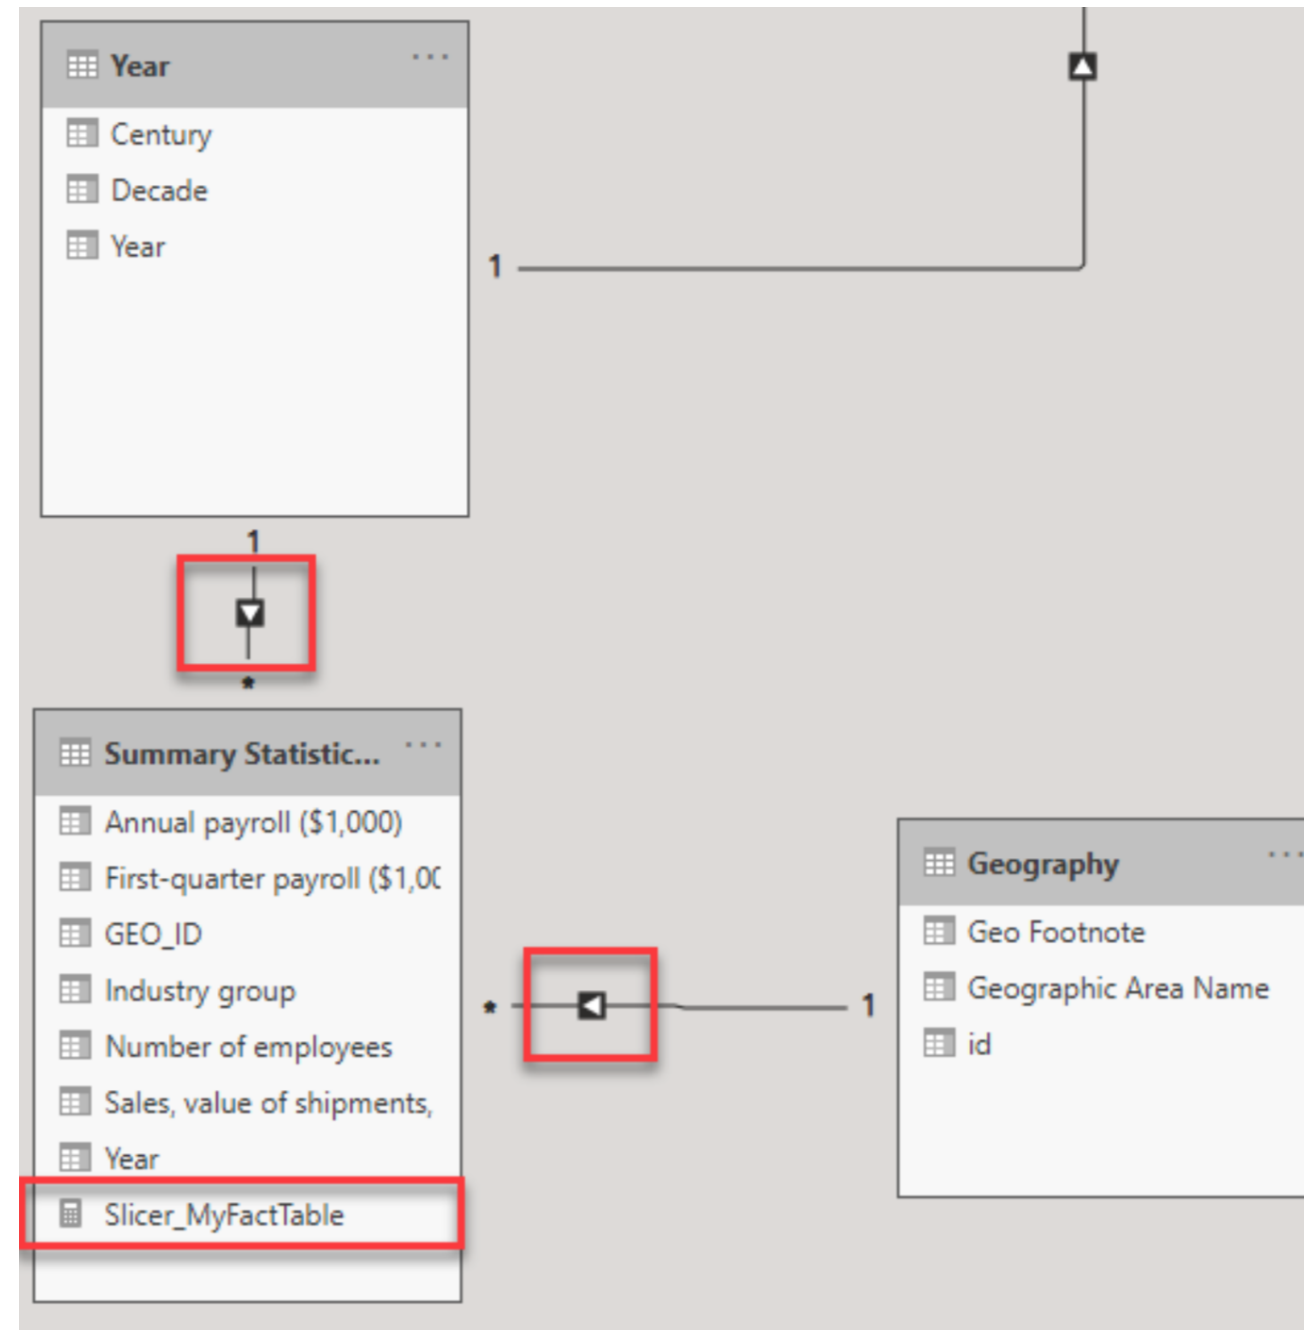 Year
...
Century
Decade
Year
1
1
*
Summary Statistic...
...
Annual payroll ($1,000)
First-quarter payroll ($1,00
GEO_ID
Industry group
Number of employees
Sales, value of shipments,
Year
Slicer_MyFactTable
*
1
Geography
...
Geo Footnote
Geographic Area Name
id